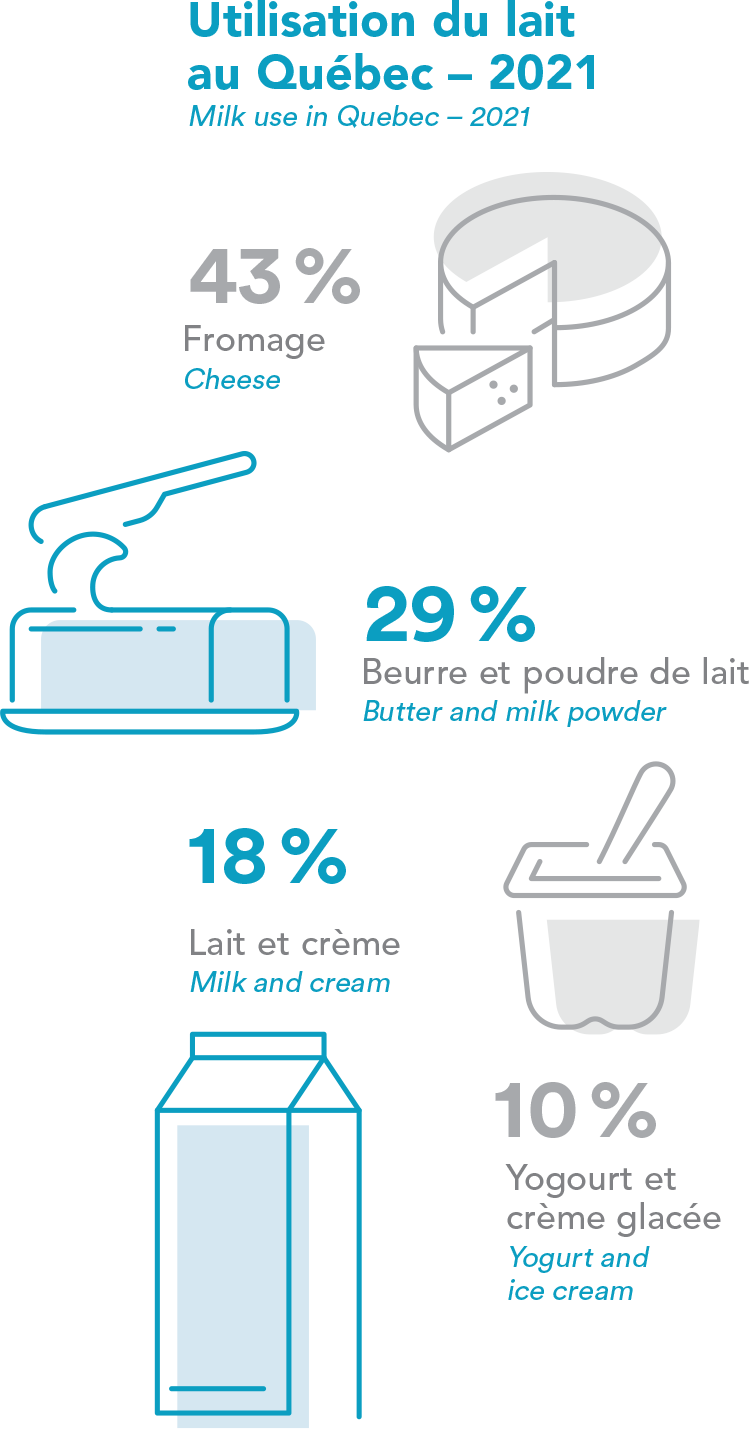 Utilisation du lait
au Québec – 2021
Milk use in Quebec – 2021
43 %
Fromage
Cheese
29 %
Beurre et poudre de lait
Butter and milk powder
18 %
Lait et crème
Milk and cream
10 %
Yogourt et
crème glacée
Yogurt and
ice cream